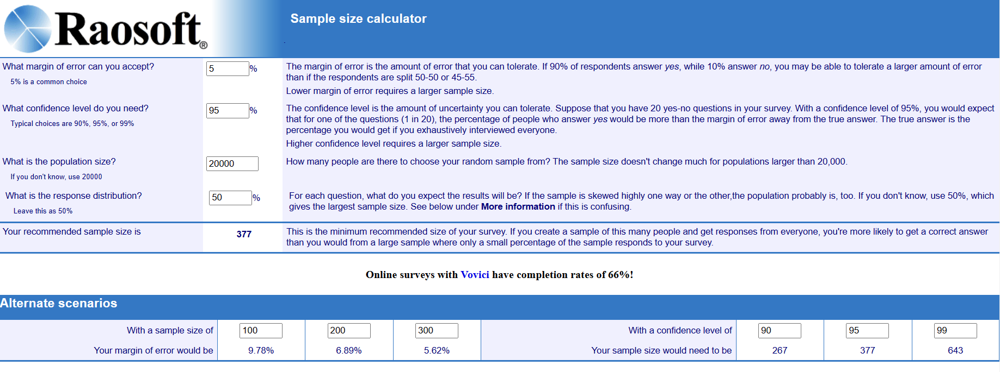 Raosoft®
Sample size calculator
.
What margin of error can you accept?
5% is a common choice
5 %
The margin of error is the amount of error that you can tolerate. If 90% of respondents answer yes, while 10% answer no, you may be able to tolerate a larger amount of error
than if the respondents are split 50-50 or 45-55.
Lower margin of error requires a larger sample size.
What confidence level do you need?
Typical choices are 90%, 95%, or 99%
95 %
The confidence level is the amount of uncertainty you can tolerate. Suppose that you have 20 yes-no questions in your survey. With a confidence level of 95%, you would expect
that for one of the questions (1 in 20), the percentage of people who answer yes would be more than the margin of error away from the true answer. The true answer is the
percentage you would get if you exhaustively interviewed everyone.
Higher confidence level requires a larger sample size.
What is the population size?
If you don't know, use 20000
20000
How many people are there to choose your random sample from? The sample size doesn't change much for populations larger than 20,000.
What is the response distribution?
Leave this as 50%
50 %
For each question, what do you expect the results will be? If the sample is skewed highly one way or the other,the population probably is, too. If you don't know, use 50%, which
gives the largest sample size. See below under More information if this is confusing.
Your recommended sample size is
377
This is the minimum recommended size of your survey. If you create a sample of this many people and get responses from everyone, you're more likely to get a correct answer
than you would from a large sample where only a small percentage of the sample responds to your survey.
Online surveys with Vovici have completion rates of 66%!
Alternate scenarios
With a sample size of 100 200 300 With a confidence level of 90 95 99
Your margin of error would be 9.78% 6.89% 5.62% Your sample size would need to be 267 377 643